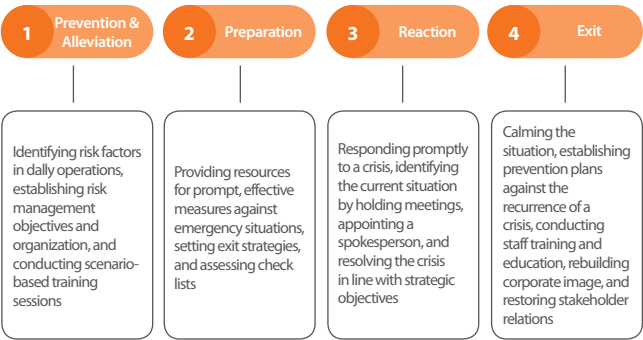 1
Prevention &
Alleviation
2
Preparation
3
Reaction
4
Exit
Identifying risk factors
in dally operations,
establishing risk
management
objectives and
organization, and
conducting scenario-
based training
sessions
Providing resources
for prompt, effective
measures against
emergency situations,
setting exit strategies,
and assessing check
lists
Responding promptly
to a crisis, identifying
the current situation
by holding meetings,
appointing a
spokesperson, and
resolving the crisis
in line with strategic
objectives
Calming the
situation, establishing
prevention plans
against the
recurrence of a
crisis, conducting
staff training and
education, rebuilding
corporate image, and
restoring stakeholder
relations